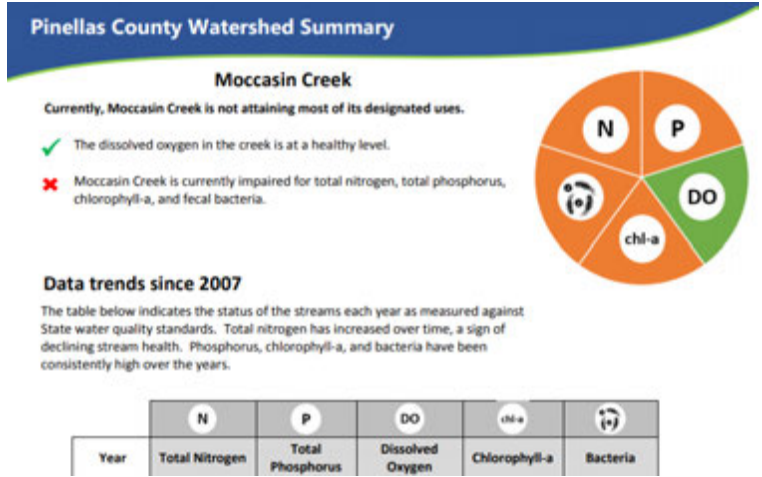 Pinellas County Watershed Summary
Moccasin Creek
Currently, Moccasin Creek is not attaining most of its designated uses.
The dissolved oxygen in the creek is at a healthy level.
Moccasin Creek is currently impaired for total nitrogen, total phosphorus,
chlorophyll-a, and fecal bacteria.
N P
DO
chl-a
Data trends since 2007
The table below indicates the status of the streams each year as measured against
State water quality standards. Total nitrogen has increased over time, a sign of
declining stream health. Phosphorus, chlorophyll-a, and bacteria have been
consistently high over the years.
N P DO chl-a
Year Total Nitrogen Total Phosphorus Dissolved Oxygen Chlorophyll-a Bacteria